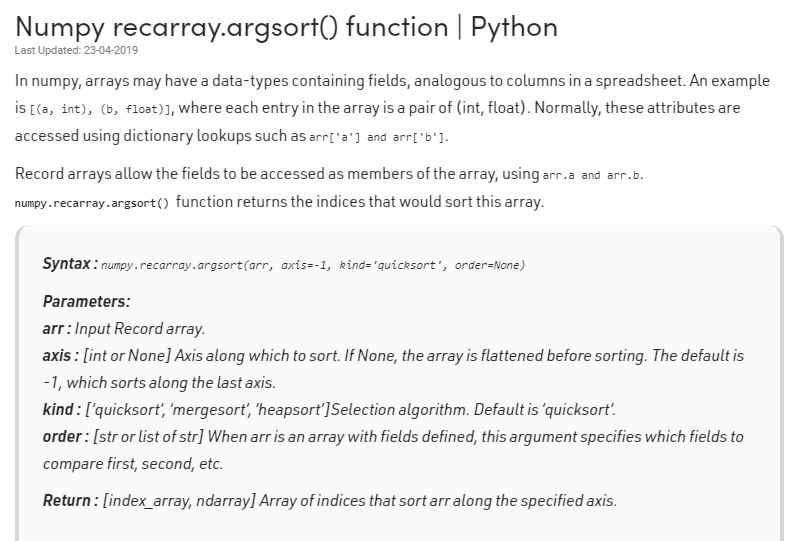 Numpy recarray.argsort() function | Python
Last Updated: 23-04-2019
In numpy, arrays may have a data-types containing fields, analogous to columns in a spreadsheet. An example
is [(a, int), (b, float)], where each entry in the array is a pair of (int, float). Normally, these attributes are
accessed using dictionary lookups such as arr['a'] and arr['b'].
Record arrays allow the fields to be accessed as members of the array, using arr.a and arr.b.
numpy.recarray.argsort() function returns the indices that would sort this array.
Syntax : numpy.recarray.argsort(arr, axis=-1, kind='quicksort', order=None)
Parameters:
arr : Input Record array.
axis : [int or None] Axis along which to sort. If None, the array is flattened before sorting. The default is
-1, which sorts along the last axis.
kind : [‘quicksort’, ‘mergesort’, ‘heapsort’]Selection algorithm. Default is ‘quicksort’.
order : [str or list of str] When arr is an array with fields defined, this argument specifies which fields to
compare first, second, etc.
Return : [index_array, ndarray] Array of indices that sort arr along the specified axis.